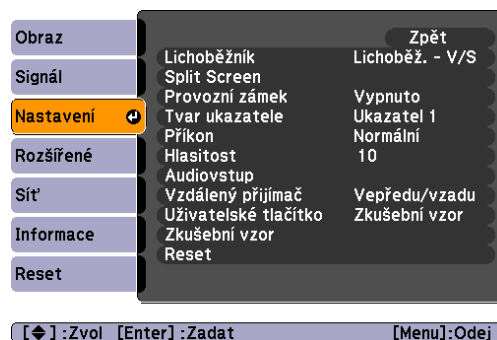 Obraz
Signál
Nastavení
Rozšířené
Síť
Informace
Reset
Zpět
Lichoběžník Lichoběž. - V/S
Split Screen
Provozní zámek Vypnuto
Tvar ukazatele Ukazatel 1
Příkon Normální
Hlasitost 10
Audiovstup
Vzdálený přijímač Vepředu/vzadu
Uživatelské tlačítko Zkušební vzor
Zkušební vzor
Reset
[◆] :Zvol [Enter] :Zadat [Menu]:Odej